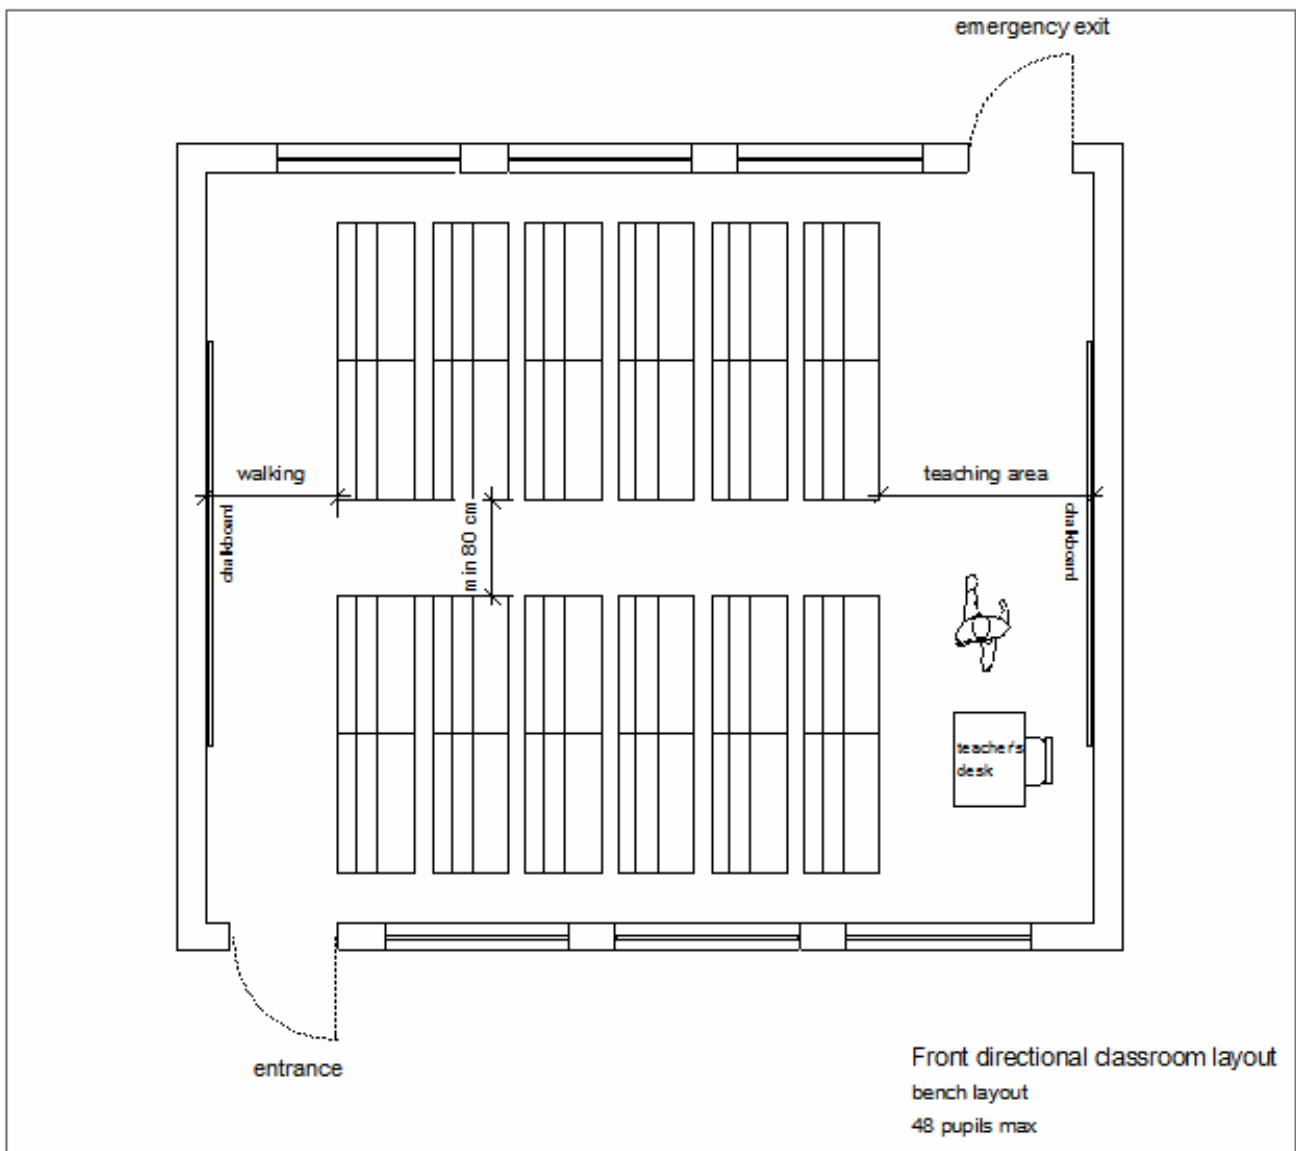 emergency exit
walking
teaching area
chalkboard
min 80 cm
chalkboard
teacher's
desk
entrance
Front directional classroom layout
bench layout
48 pupils max